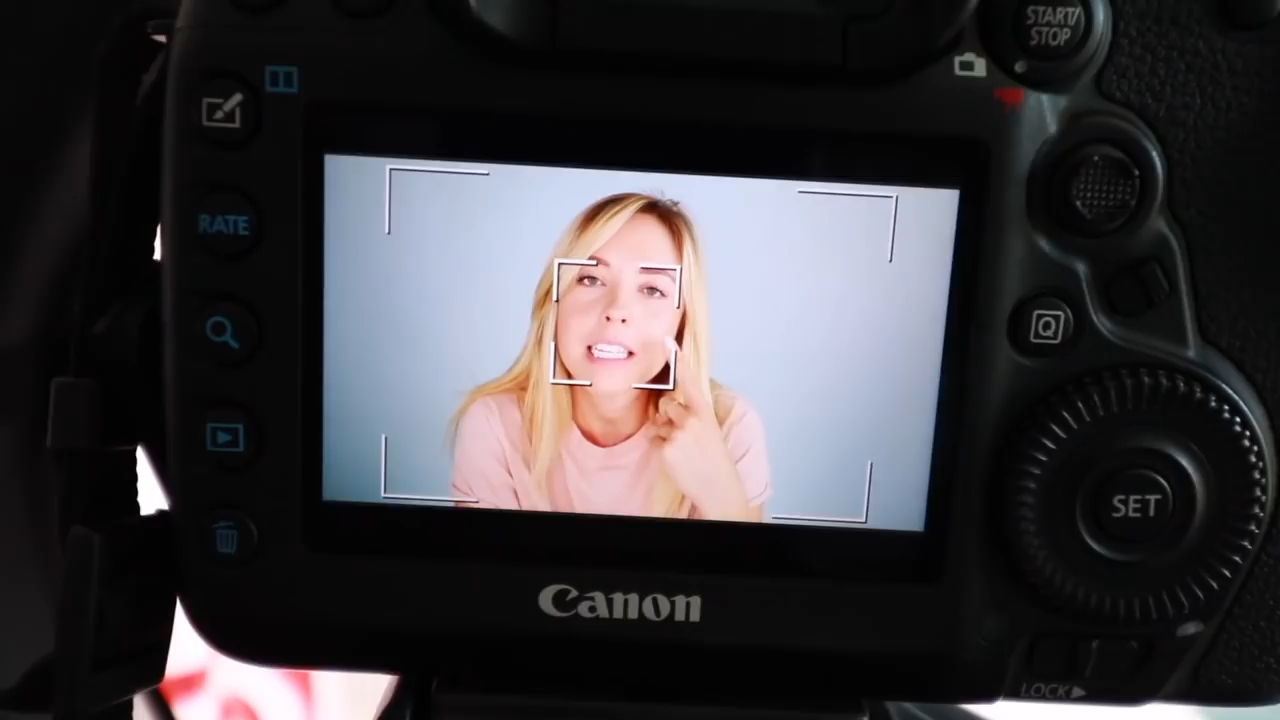 START/
STOP
RATE
Q
SET
Canon
LOCK